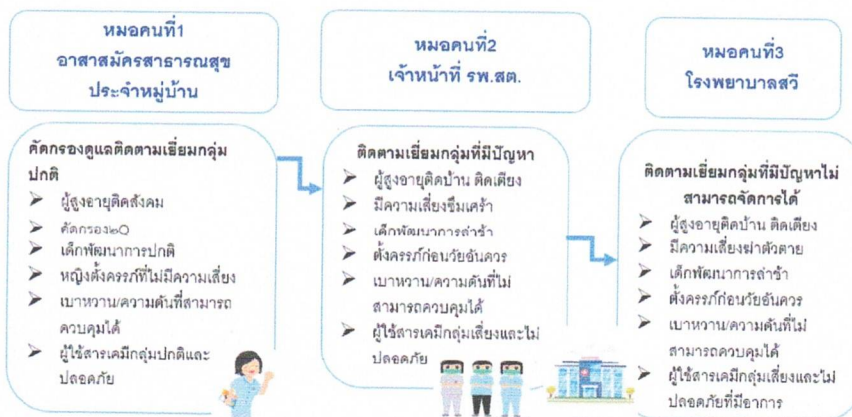 หมอคนที่1
อาสาสมัครสาธารณสุข
ประจำหมู่บ้าน
คัดกรองดูแลติดตามเยี่ยมกลุ่ม
ปกติ
➢ ผู้สูงอายุติดสังคม
➢ คัดกรอง๒Q
➢ เด็กพัฒนาการปกติ
➢ หญิงตั้งครรภ์ที่ไม่มีความเสี่ยง
➢ เบาหวาน/ความดันที่สามารถ
ควบคุมได้
➢ ผู้ใช้สารเคมีกลุ่มปกติและ
ปลอดภัย
หมอคนที่2
เจ้าหน้าที่ รพ.สต.
ติดตามเยี่ยมกลุ่มที่มีปัญหา
➢ ผู้สูงอายุติดบ้าน ติดเตียง
➢ มีความเสี่ยงซึมเศร้า
➢ เด็กพัฒนาการล่าช้า
➢ ตั้งครรภ์ก่อนวัยอันควร
➢ เบาหวาน/ความดันที่ไม่
สามารถควบคุมได้
➢ ผู้ใช้สารเคมีกลุ่มเสี่ยงและไม่
ปลอดภัย
หมอคนที่3
โรงพยาบาลสวี
ติดตามเยี่ยมกลุ่มที่มีปัญหาไม่
สามารถจัดการได้
➢ ผู้สูงอายุติดบ้าน ติดเตียง
➢ มีความเสี่ยงฆ่าตัวตาย
➢ เด็กพัฒนาการล่าช้า
➢ ตั้งครรภ์ก่อนวัยอันควร
➢ เบาหวาน/ความดันที่ไม่
สามารถควบคุมได้
➢ ผู้ใช้สารเคมีกลุ่มเสี่ยงและไม่
ปลอดภัยที่มีอาการ